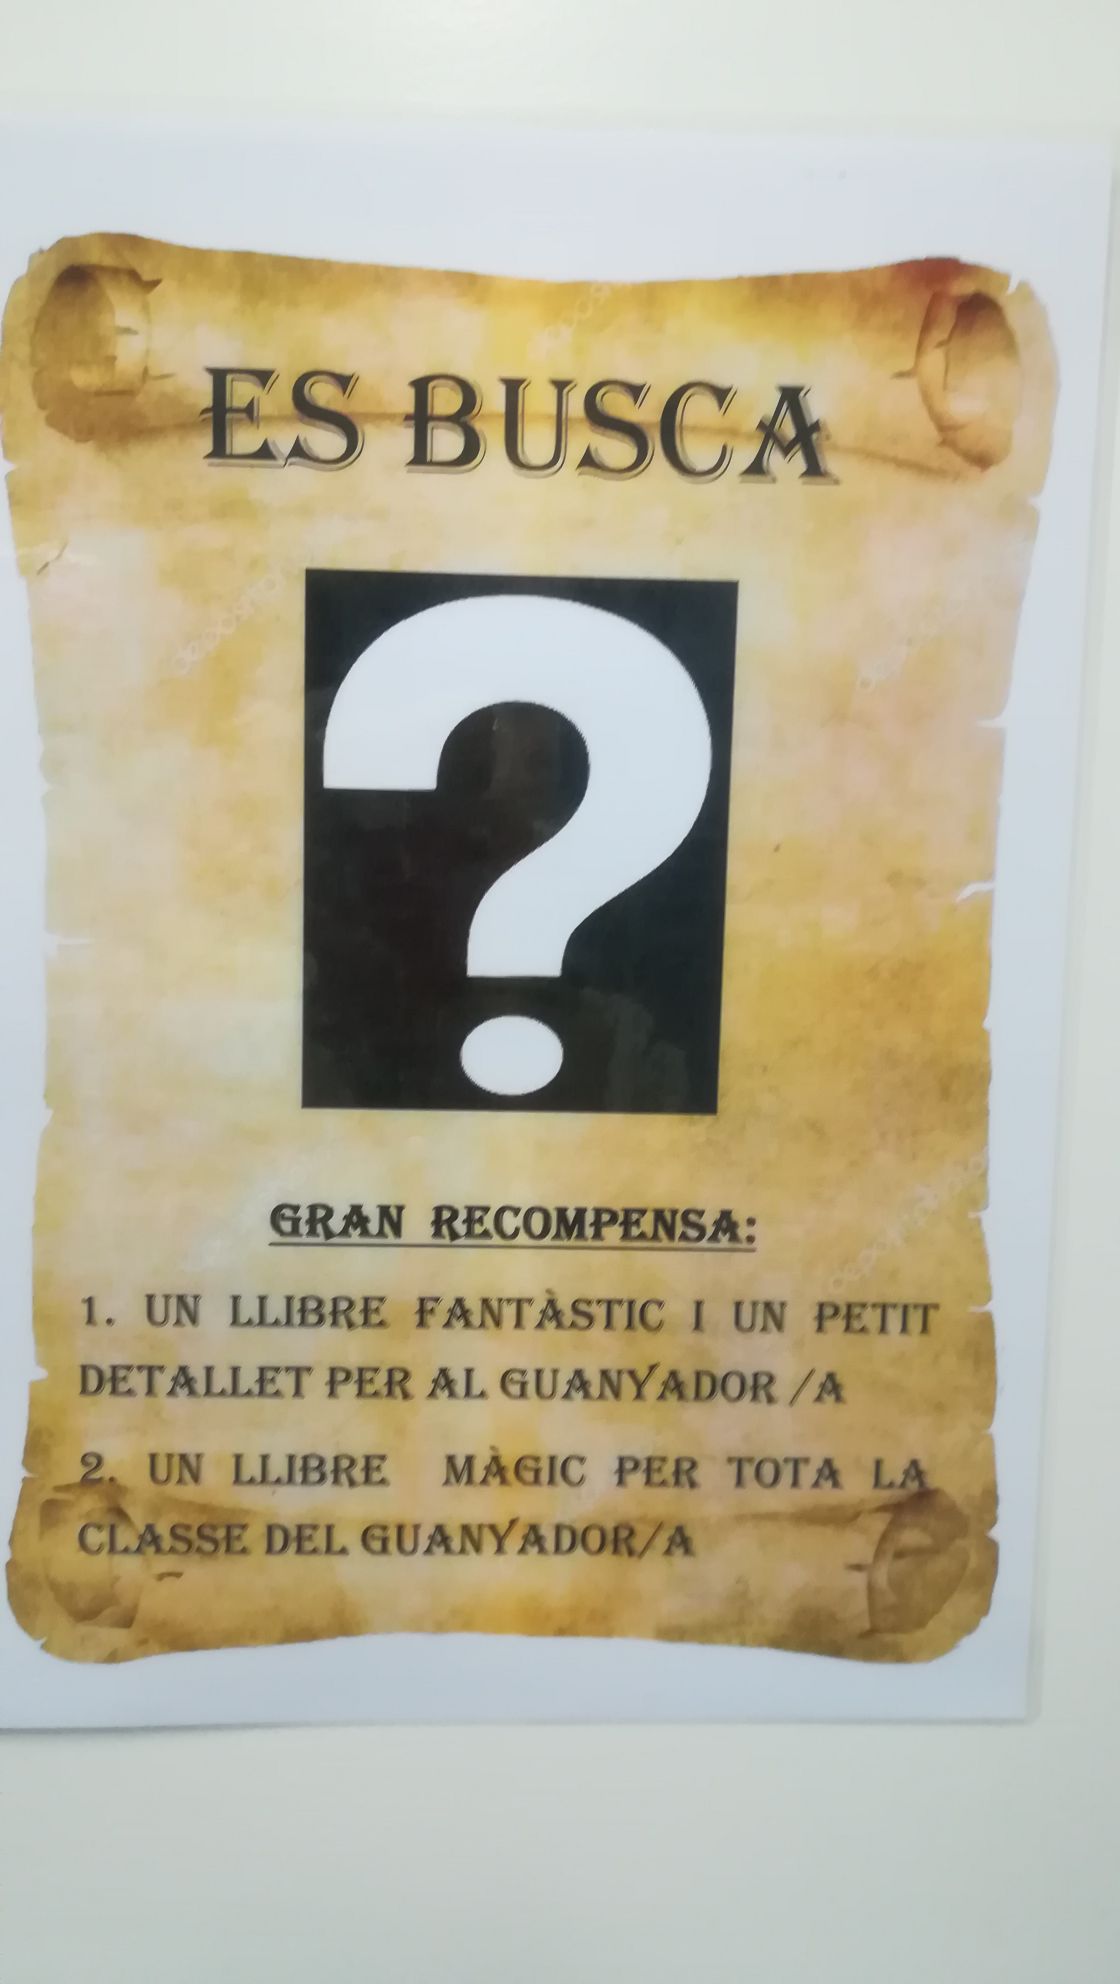 ES BUSCA
?
GRAN RECOMPENSA:
1. UN LLIBRE FANTÀSTIC I UN PETIT
DETALLET PER AL GUANYADOR /A
2. UN LLIBRE MÀGIC PER TOTA LA
CLASSE DEL GUANYADOR/A